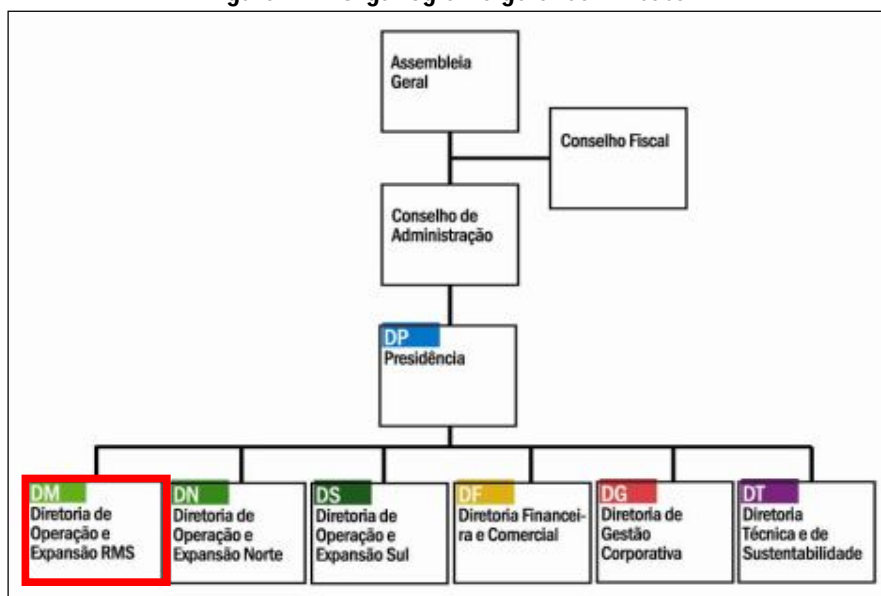 Assembleia
Geral
Conselho Fiscal
Conselho de
Administração
DP
Presidência
DM
Diretoria de
Operação e
Expansão RMS
DN
Diretoria de
Operação e
Expansão Norte
DS
Diretoria de
Operação e
Expansão Sul
DF
Diretoria Financei-
ra e Comercial
DG
Diretoria de
Gestão
Corporativa
DT
Diretoria
Técnica e de
Sustentabilidade